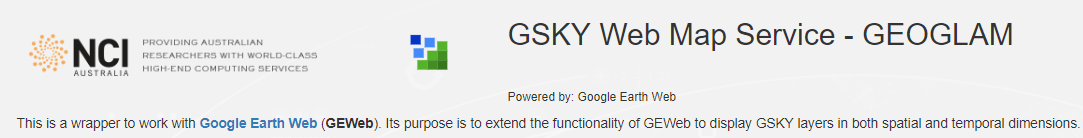 NCI
AUSTRALIA
PROVIDING AUSTRALIAN
RESEARCHERS WITH WORLD-CLASS
HIGH-END COMPUTING SERVICES
GSKY Web Map Service - GEOGLAM
Powered by: Google Earth Web
This is a wrapper to work with Google Earth Web (GEWeb). Its purpose is to extend the functionality of GEWeb to display GSKY layers in both spatial and temporal dimensions